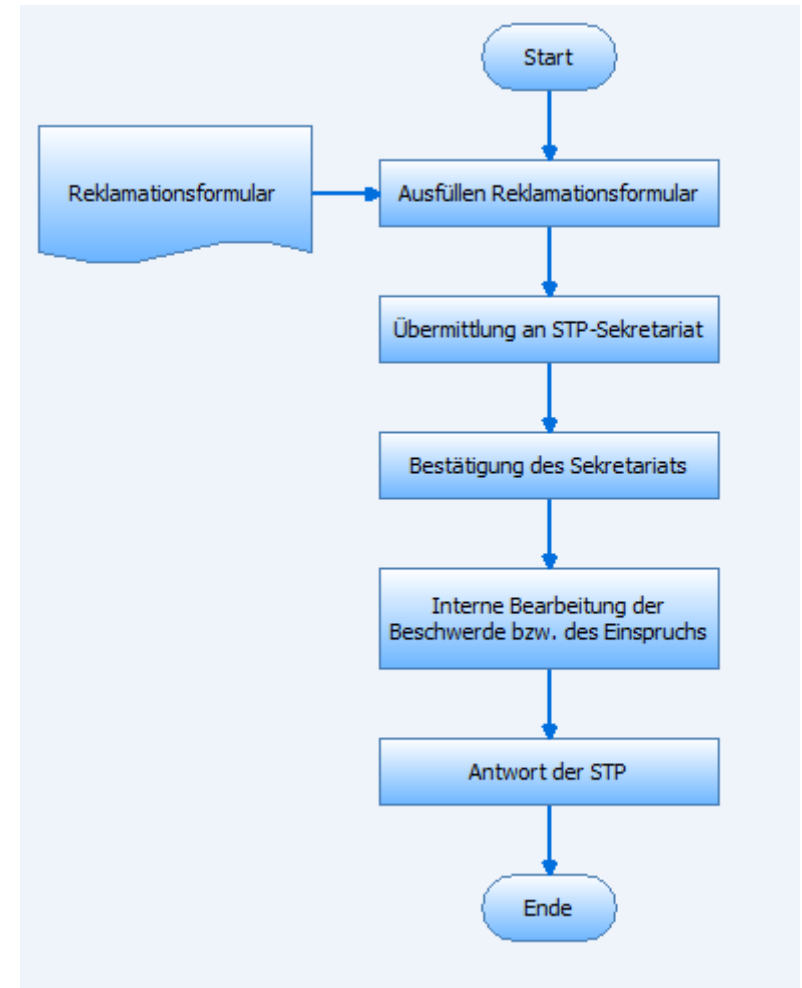 Start
Reklamationsformular
Ausfüllen Reklamationsformular
Übermittlung an STP-Sekretariat
Bestätigung des Sekretariats
Interne Bearbeitung der
Beschwerde bzw. des Einspruchs
Antwort der STP
Ende